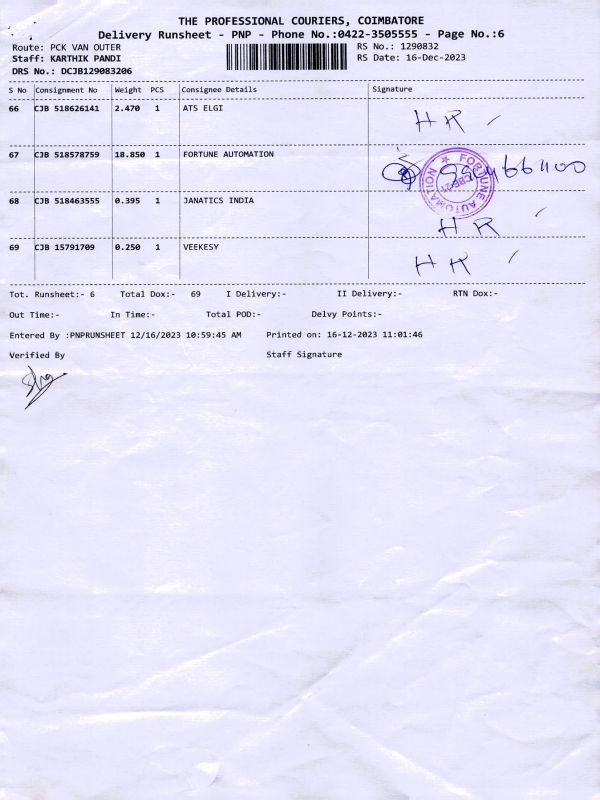 THE PROFESSIONAL COURIERS, COIMBATORE
Delivery Runsheet - PNP - Phone No.:0422-3505555 - Page No.:6
Route: PCK VAN OUTER
RS No.: 1290832
Staff: KARTHIK PANDI
RS Date: 16-Dec-2023
DRS No.: DCJB129083206
S No Consignment No Weight PCS Consignee Details Signature
66 CJB 518626141 2.470 1 ATS ELGI
HR
67 CJB 518578759 18.850 1 FORTUNE AUTOMATION
FORTUNE AUTOMATION
68 CJB 518463555 0.395 1 JANATICS INDIA
HR
69 CJB 15791709 0.250 1 VEEKESY
HR
Tot. Runsheet:- 6 Total Dox:- 69 I Delivery:- II Delivery:- RTN Dox:-
Out Time:- In Time:- Total POD:- Delvy Points:-
Entered By :PNPRUNSHEET 12/16/2023 10:59:45 AM Printed on: 16-12-2023 11:01:46
Verified By Staff Signature